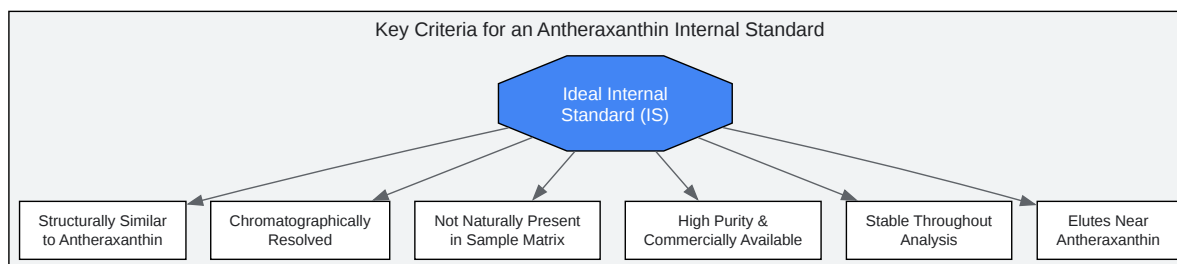 Key Criteria for an Antheraxanthin Internal Standard
Ideal Internal
Standard (IS)
Structurally Similar
to Antheraxanthin
Chromatographically
Resolved
Not Naturally Present
in Sample Matrix
High Purity &
Commercially Available
Stable Throughout
Analysis
Elutes Near
Antheraxanthin